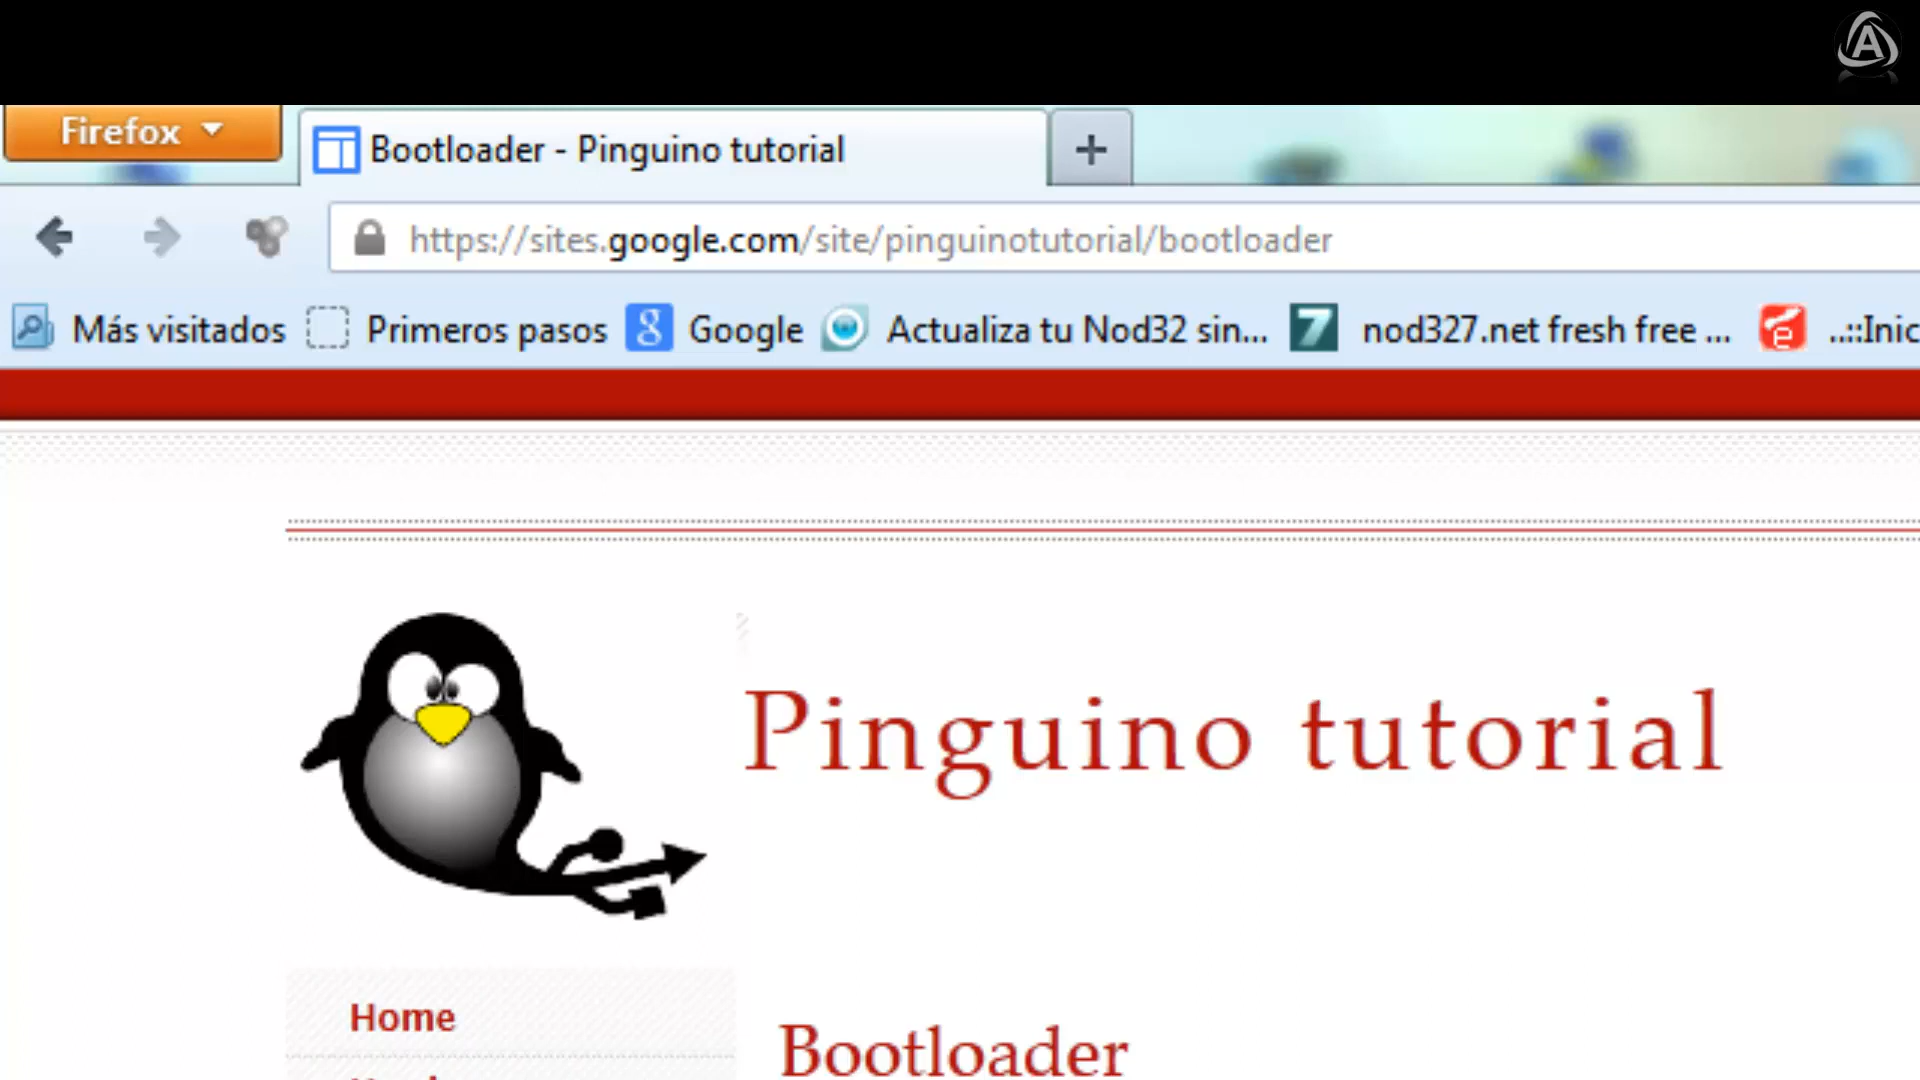 A
Firefox
Bootloader - Pinguino tutorial
https://sites.google.com/site/pinguinotutorial/bootloader
Más visitados Primeros pasos Google Actualiza tu Nod32 sin... nod327.net fresh free ... ..::Inic
Pinguino tutorial
Home
Bootloader